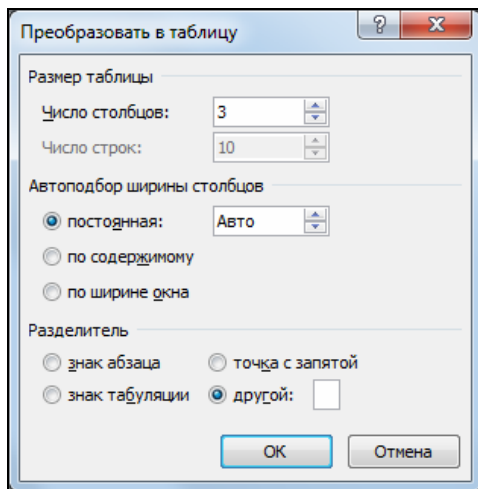 Преобразовать в таблицу
Размер таблицы
Число столбцов: 3
Число строк: 10
Автоподбор ширины столбцов
постоянная: Авто
по содержимому
по ширине окна
Разделитель
знак абзаца точка с запятой
знак табуляции другой:
ОК Отмена